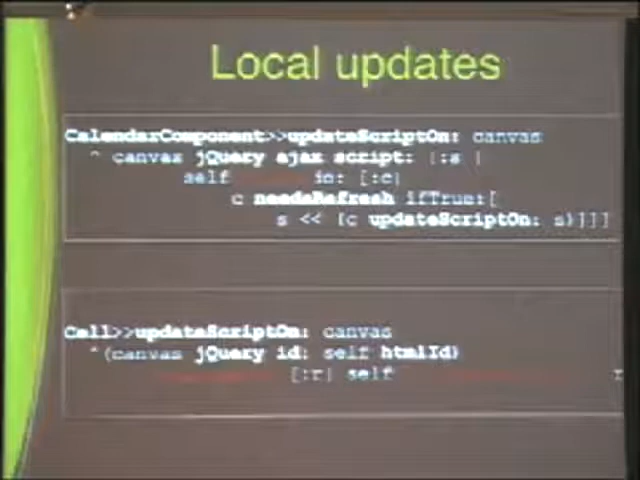 Local updates
CalendarComponent>>updateScriptOn: canvas
^ canvas jQuery ajax script: [:s |
self do: [:c|
c needsRefresh ifTrue:[
s << (c updateScriptOn: s)]]]
Cell>>updateScriptOn: canvas
^(canvas jQuery id: self htmlId)
[:r| self r